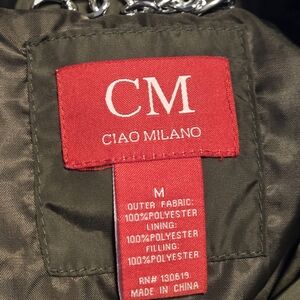 CM
CIAO MILANO
M
OUTER FABRIC:
100%POLYESTER
LINING:
100%POLYESTER
FILLING:
100%POLYESTER
RN# 130619
MADE IN CHINA